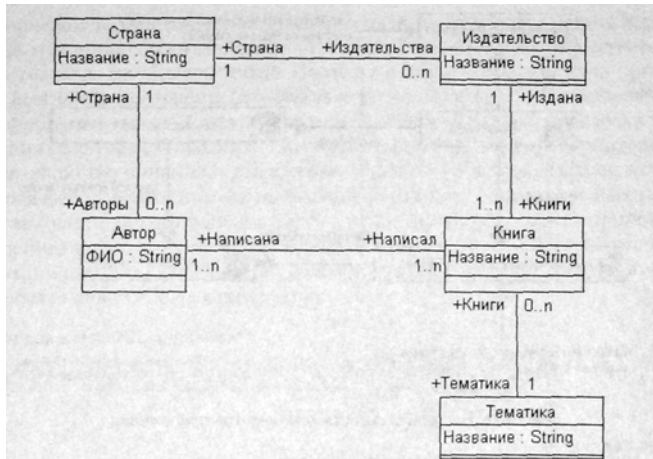 Страна
Название : String
+Страна
1
+Издательства
0..n
Издательство
Название : String
+Страна 1
1 +Издана
+Авторы 0..n
1..n +Книги
Автор
ФИО : String
+Написана
1..n
+Написал
1..n
Книга
Название : String
+Книги 0..n
+Тематика 1
Тематика
Название : String